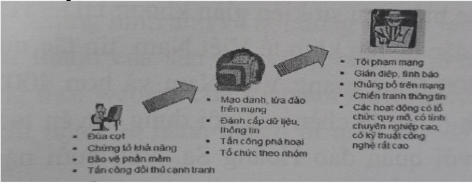 Đùa cợt
Chứng tỏ khả năng
Bảo vệ phần mềm
Tấn công đối thủ cạnh tranh
Mạo danh, lừa đảo
trên mạng
Đánh cắp dữ liệu,
thông tin
Tấn công phá hoại
Tổ chức theo nhóm
Tội phạm mạng
Gián điệp, tình báo
Khủng bố trên mạng
Chiến tranh thông tin
Các hoạt động có tổ
chức quy mô, có tính
chuyên nghiệp cao,
có kỹ thuật công
nghệ rất cao